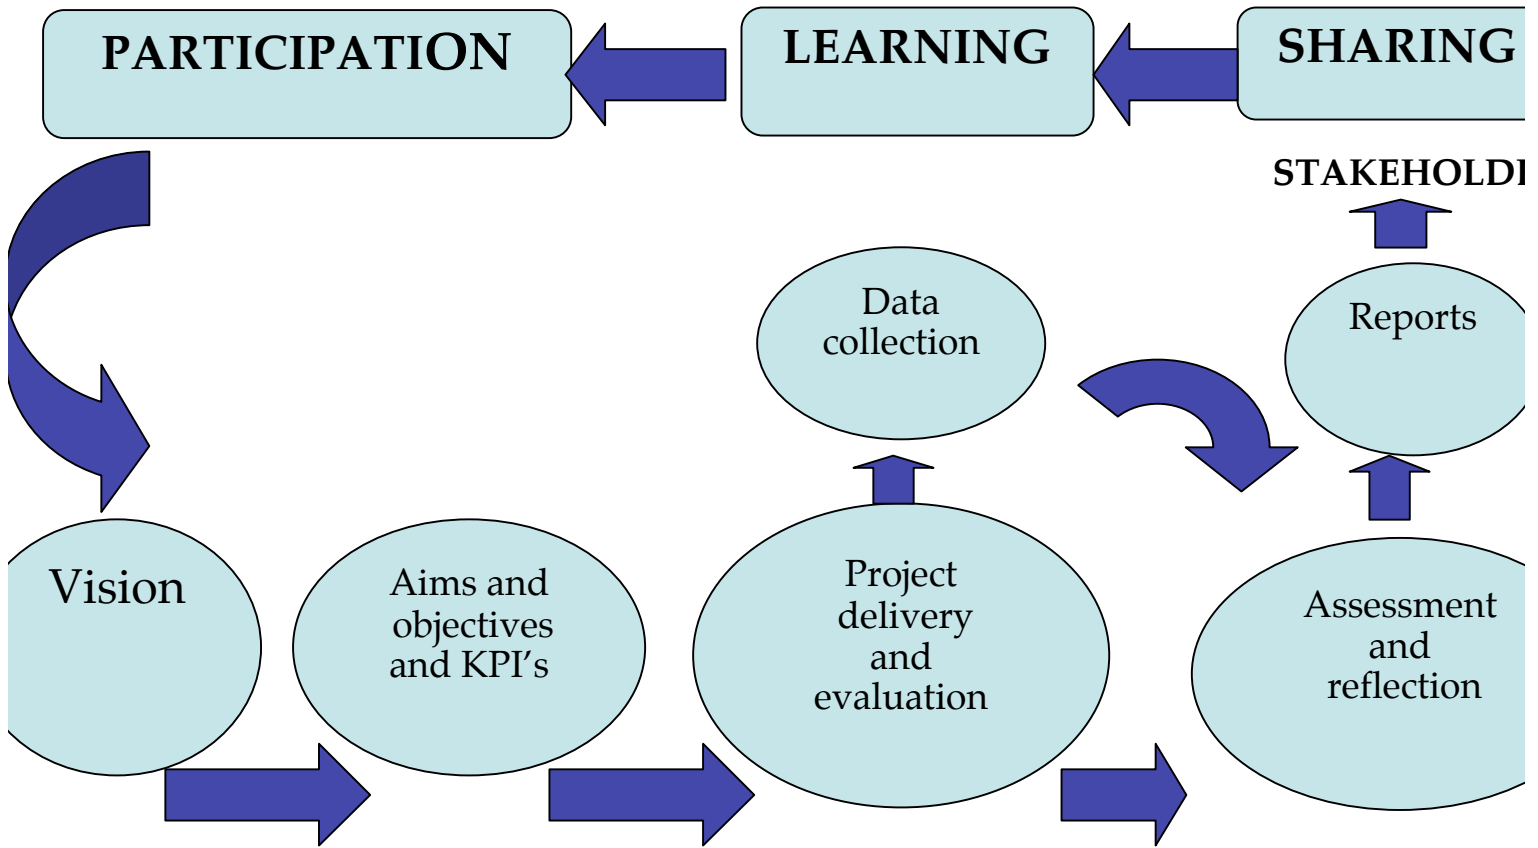 PARTICIPATION
LEARNING
SHARING
Data
collection
Reports
Vision
Aims and
objectives
and KPI's
Project
delivery
and
evaluation
Assessment
and
reflection